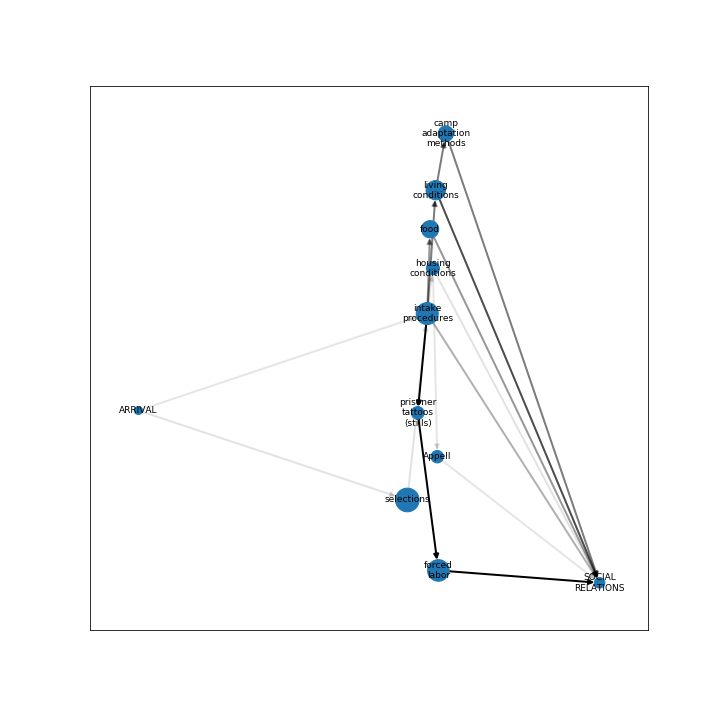 camp
adaptation
methods
living
conditions
food
housing
conditions
intake
procedures
ARRIVAL
prisoner
tattoos
(stills)
Appell
selections
forced
labor
SOCIAL
RELATIONS